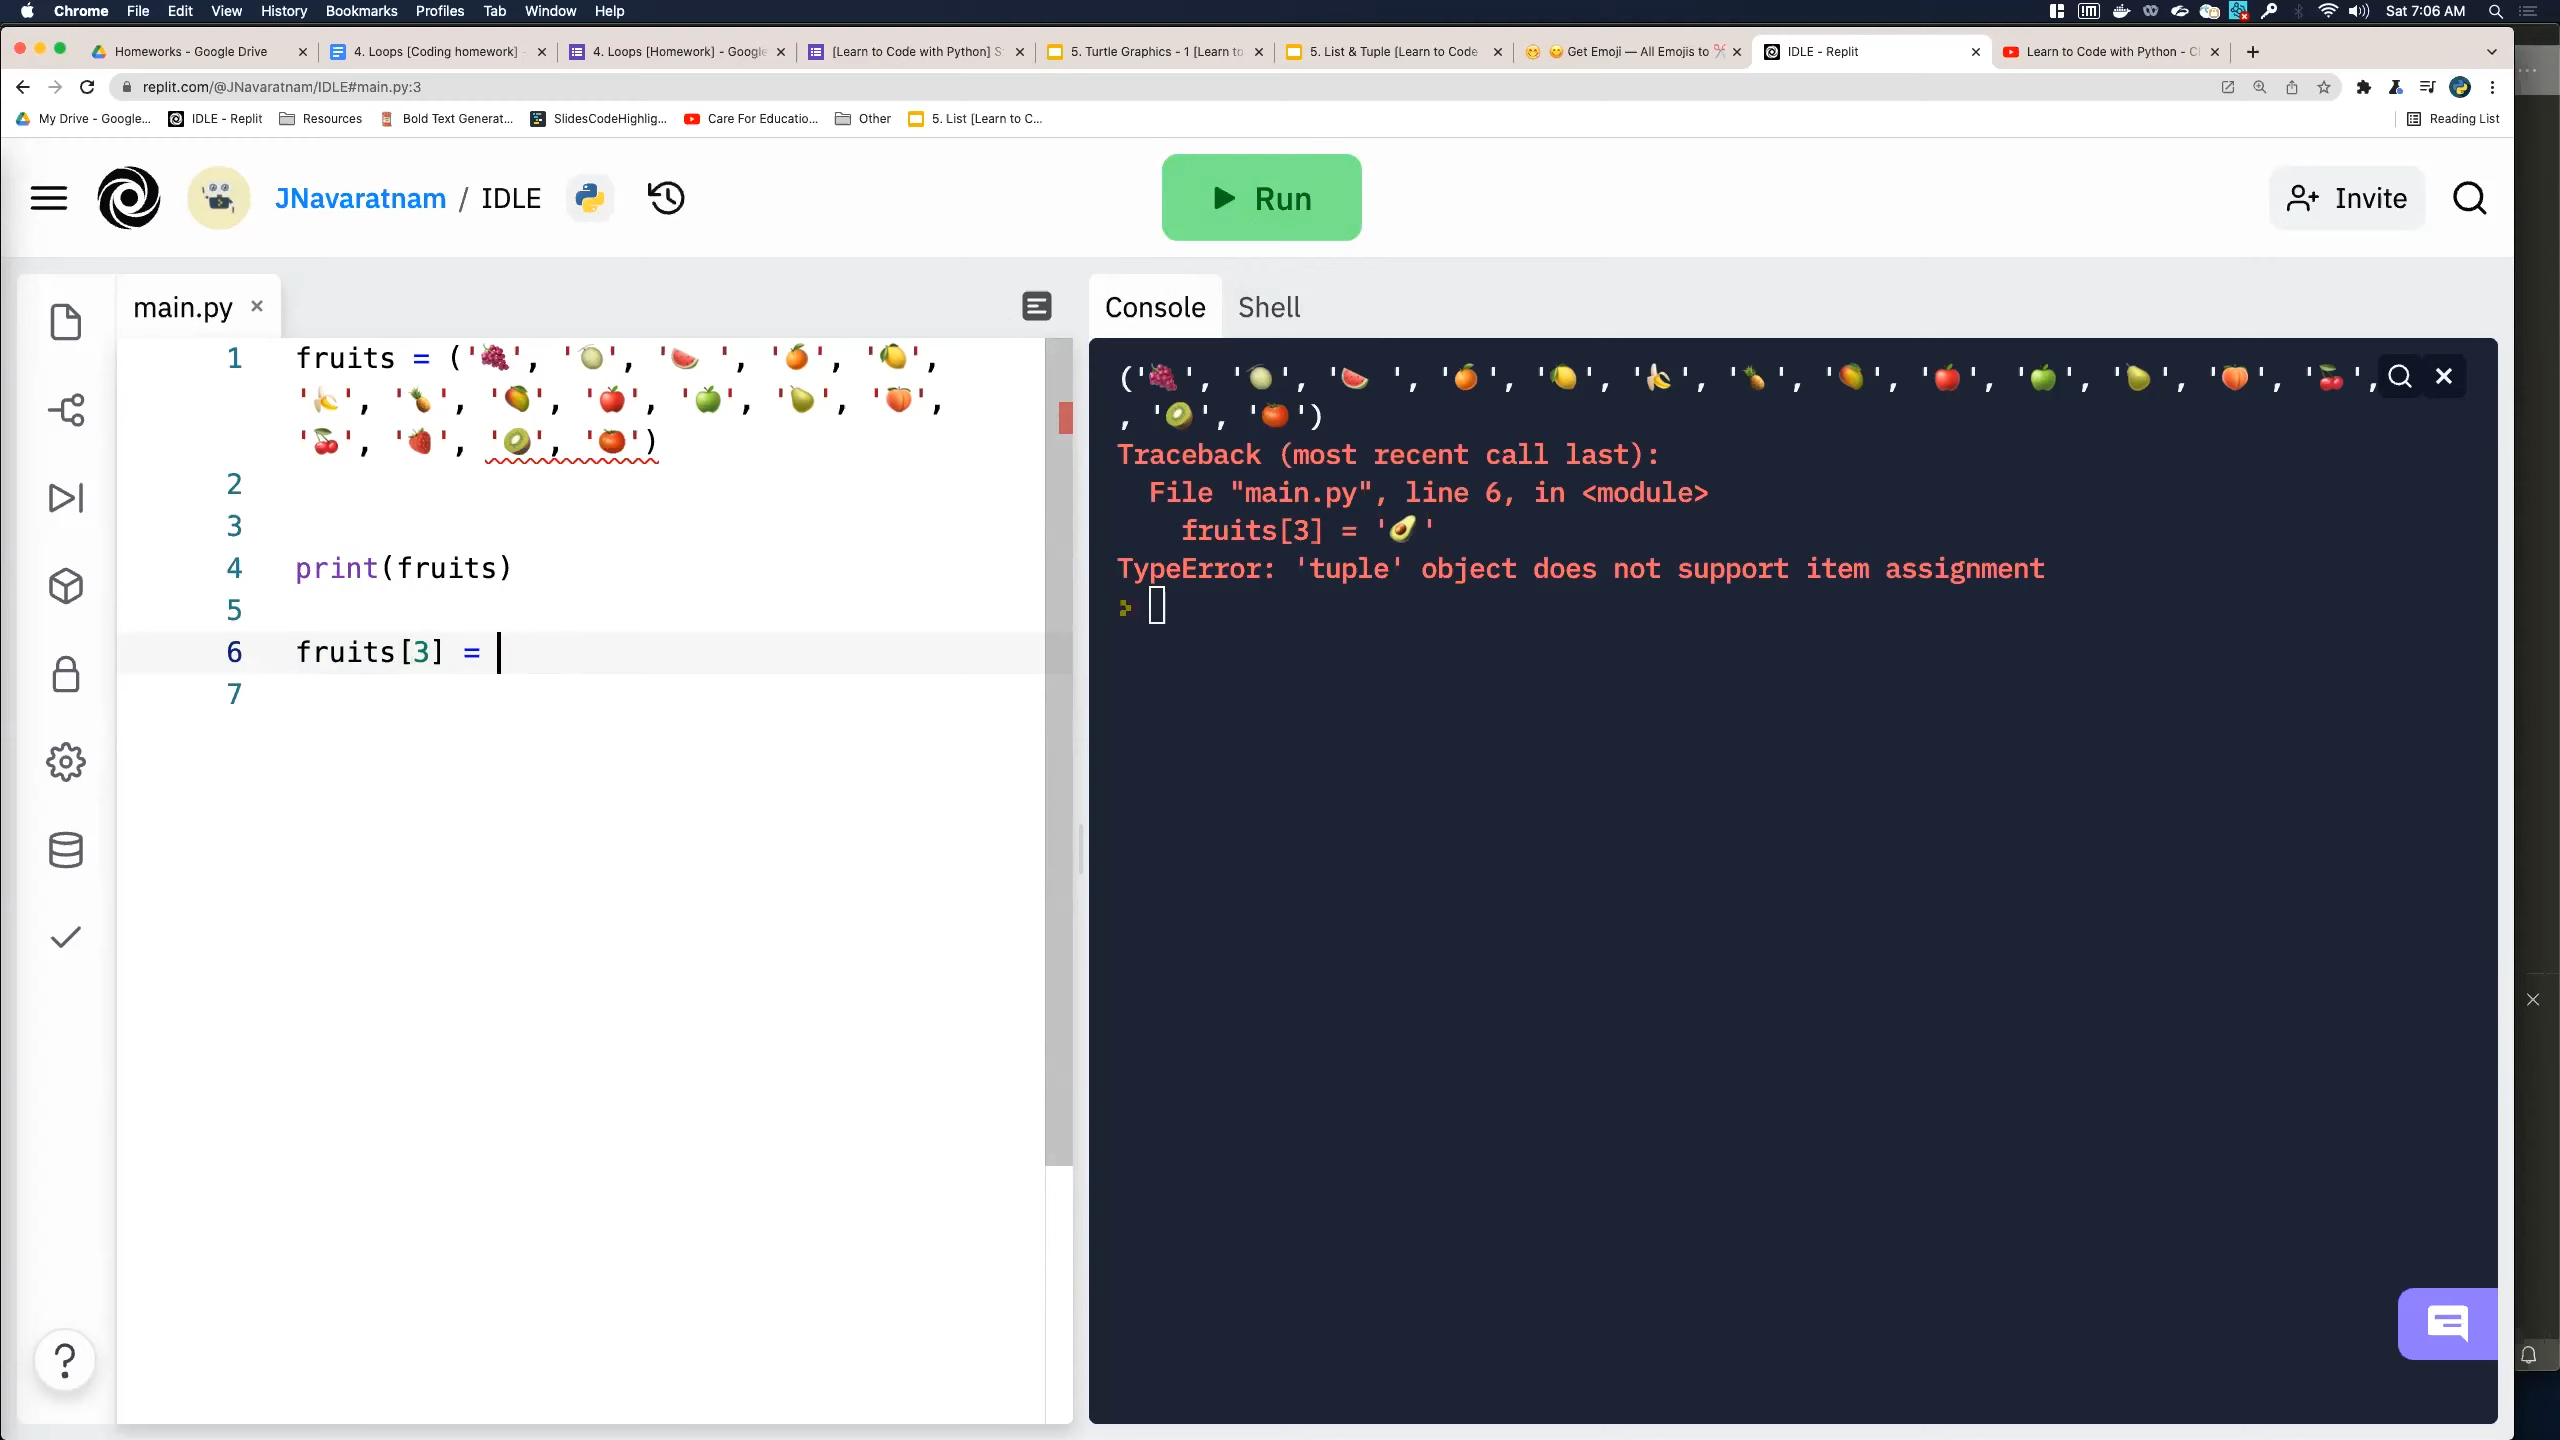 Chrome File Edit View History Bookmarks Profiles Tab Window Help Sat 7:06 AM
Homeworks - Google Drive
4. Loops [Coding homework]
4. Loops [Homework] - Google
[Learn to Code with Python] S
5. Turtle Graphics - 1 [Learn to
5. List & Tuple [Learn to Code
😋 😋 Get Emoji — All Emojis to ✂
IDLE - Replit
Learn to Code with Python - C
replit.com/@JNavaratnam/IDLE#main.py:3
My Drive - Google...
IDLE - Replit
Resources
Bold Text Generat...
SlidesCodeHighlig...
Care For Educatio...
Other
5. List [Learn to C...
Reading List
JNavaratnam / IDLE
Run
Invite
main.py
Console
Shell
1 fruits = ('🍇', '🍈', '🍉 ', '🍊', '🍋',
'🍌', '🍍', '🥭', '🍎', '🍏', '🍐', '🍑',
'🍒', '🍓', '🥝', '🍅')
2
3
4 print(fruits)
5
6 fruits[3] =
7
('🍇', '🍈', '🍉 ', '🍊', '🍋', '🍌', '🍍', '🥭', '🍎', '🍏', '🍐', '🍑', '🍒',
, '🥝', '🍅')
Traceback (most recent call last):
File "main.py", line 6, in <module>
fruits[3] = '🥑'
TypeError: 'tuple' object does not support item assignment